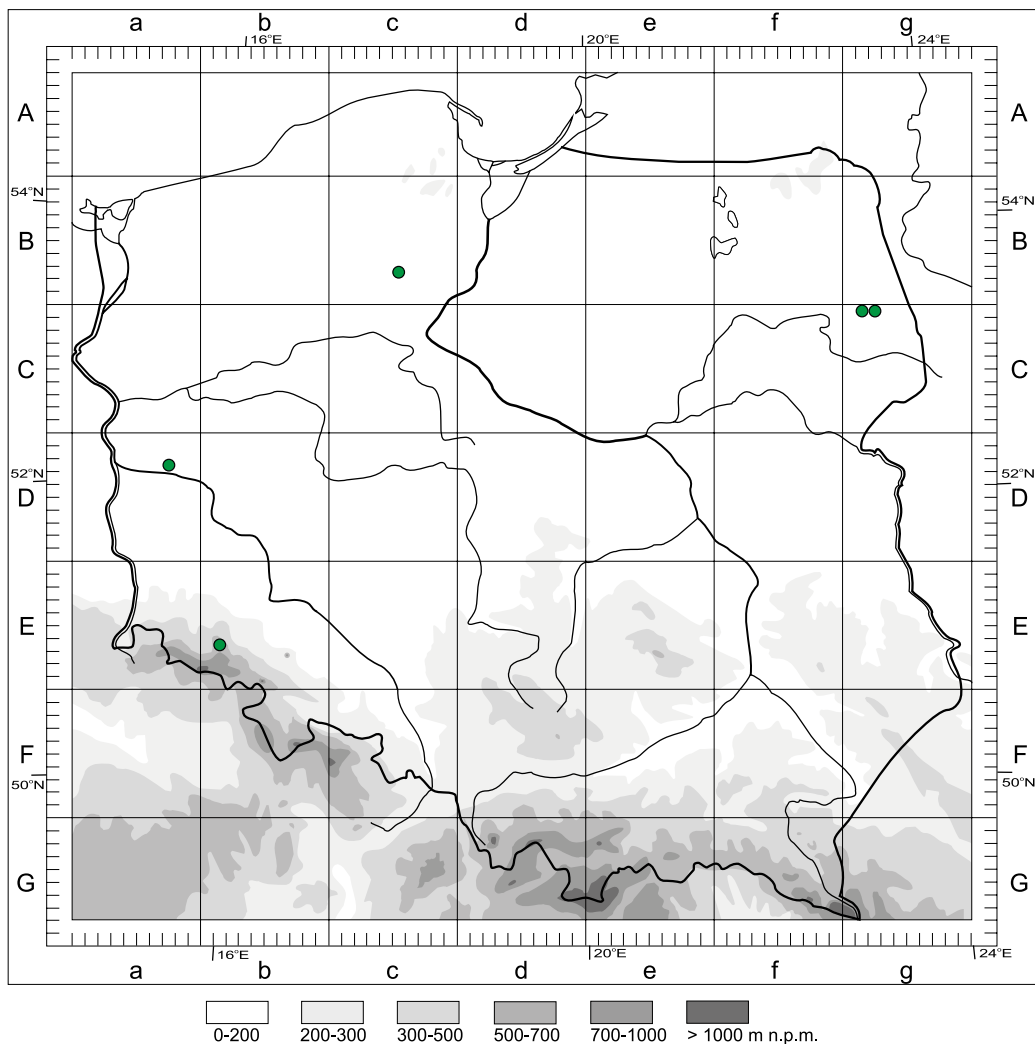 a b c d e f g
16°E 20°E 24°E
A A
54°N 54°N
B B
C C
52°N 52°N
D D
E E
F F
50°N 50°N
G G
16°E 20°E 24°E
a b c d e f g
0-200 200-300 300-500 500-700 700-1000 > 1000 m n.p.m.